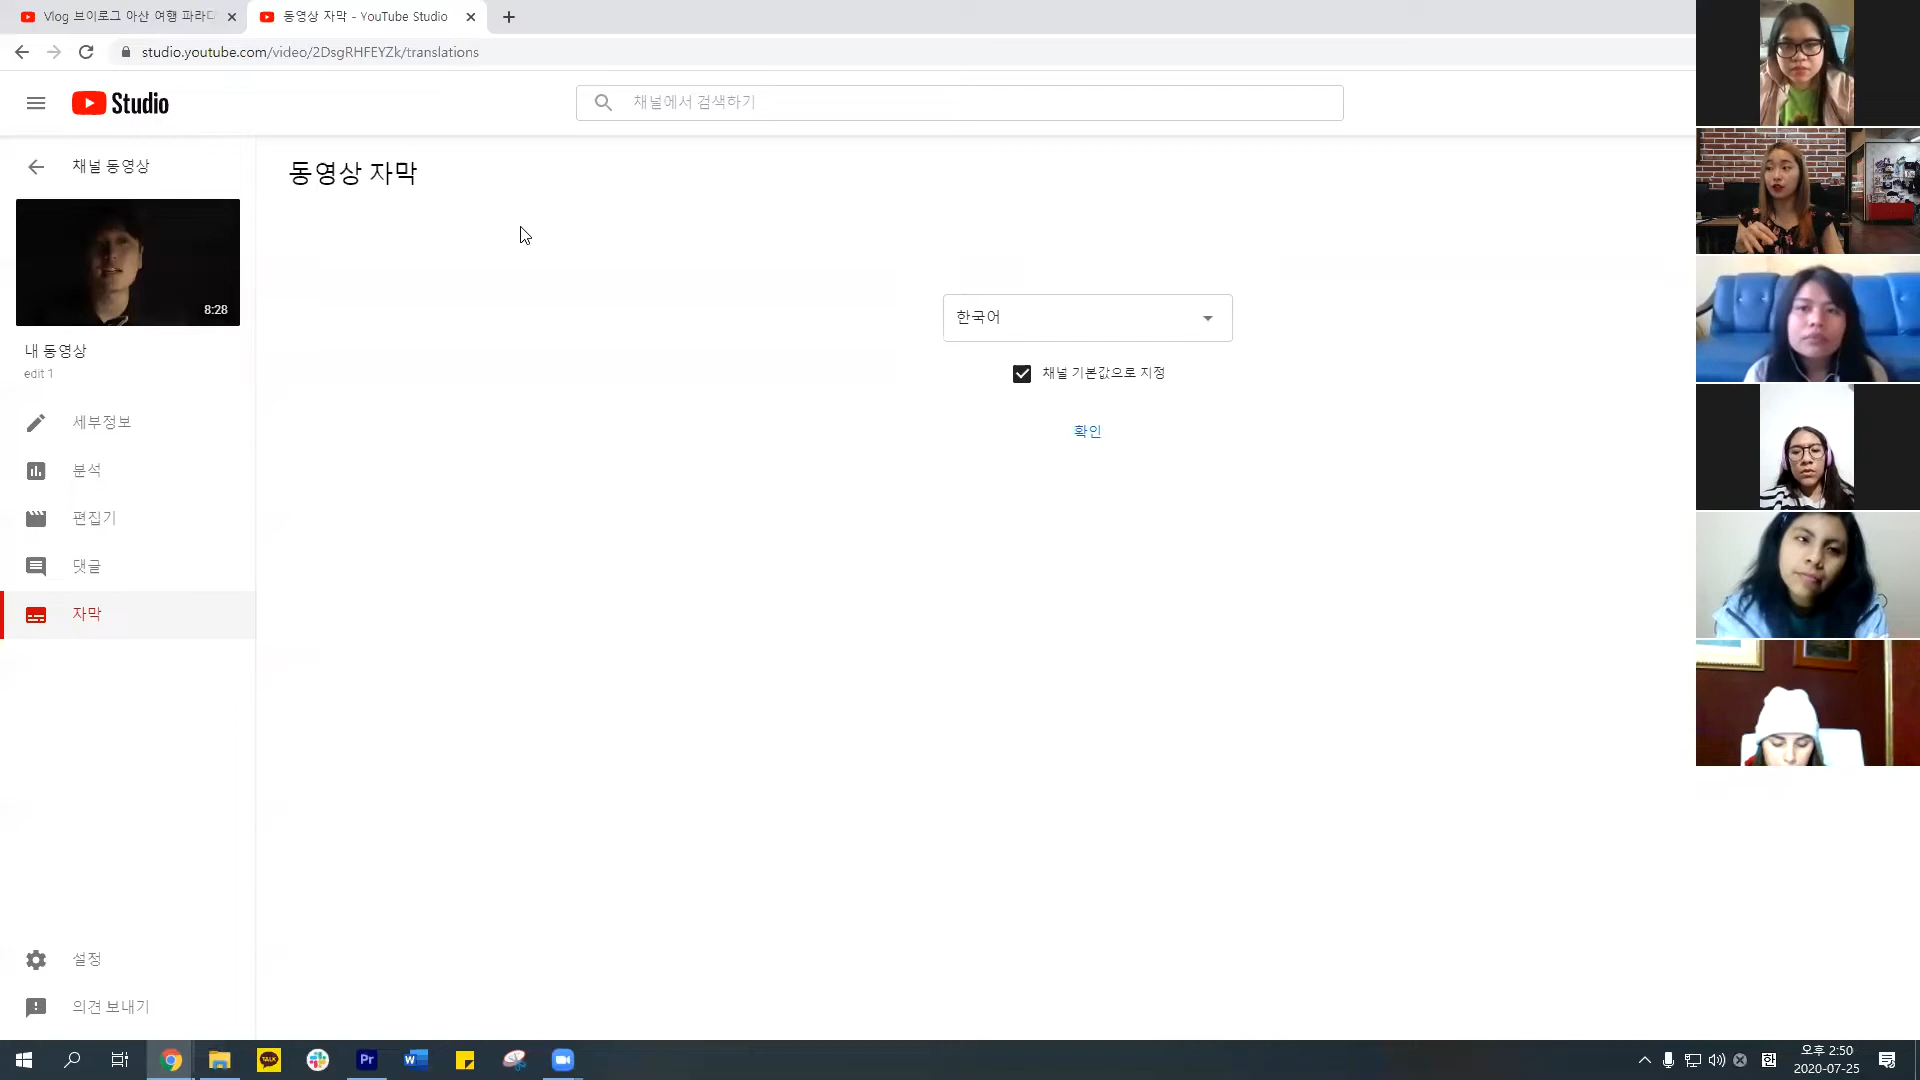 Vlog 브이로그 아산 여행 파라다
동영상 자막 - YouTube Studio
studio.youtube.com/video/2DsgRHFEYZk/translations
Studio
채널에서 검색하기
채널 동영상
8:28
내 동영상
edit 1
세부정보
분석
편집기
댓글
자막
설정
의견 보내기
동영상 자막
한국어
채널 기본값으로 지정
확인
TALK
Pr
W
한
오후 2:50
2020-07-25